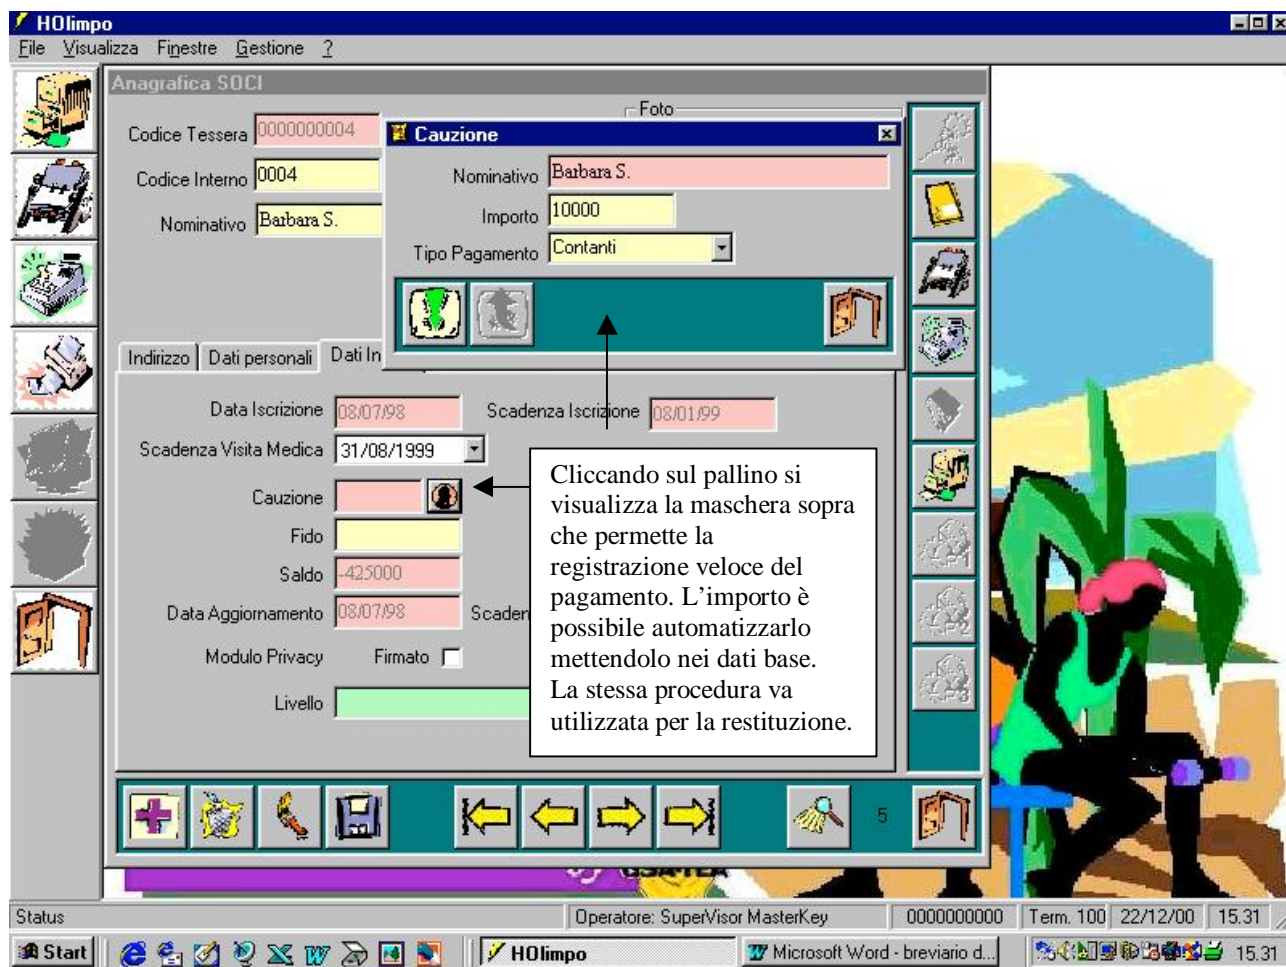 HOlimpo
File Visualizza Finestre Gestione ?
Anagrafica SOCI
Foto
Codice Tessera 0000000004
Codice Interno 0004
Nominativo Barbara S.
Cauzione
Nominativo Barbara S.
Importo 10000
Tipo Pagamento Contanti
Indirizzo Dati personali Dati In
Data Iscrizione 08/07/98 Scadenza Iscrizione 08/01/99
Scadenza Visita Medica 31/08/1999
Cauzione
Fido
Saldo -425000
Data Aggiornamento 08/07/98 Scaden
Modulo Privacy Firmato
Livello
Cliccando sul pallino si
visualizza la maschera sopra
che permette la
registrazione veloce del
pagamento. L'importo è
possibile automatizzarlo
mettendolo nei dati base.
La stessa procedura va
utilizzata per la restituzione.
P1
P2
P3
5
Status Operatore: SuperVisor MasterKey 0000000000 Term. 100 22/12/00 15.31
Start HOlimpo Microsoft Word - breviario d... 15.31